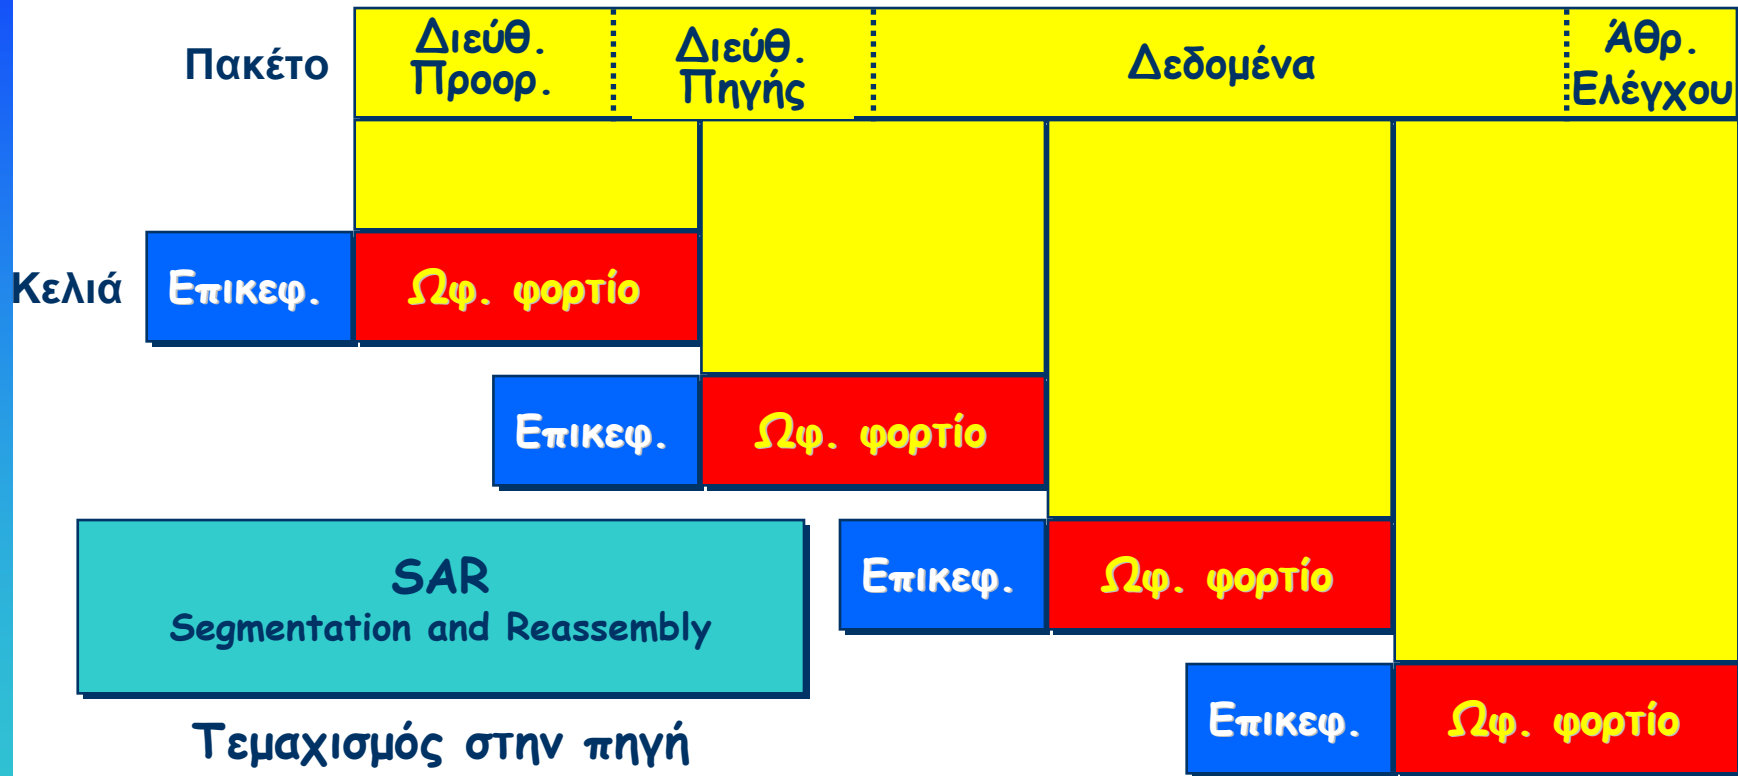 Πακέτο
Διεύθ.
Προορ.
Διεύθ.
Πηγής
Δεδομένα
Άθρ.
Ελέγχου
Κελιά
Επικεφ.
Ωφ. φορτίο
Επικεφ.
Ωφ. φορτίο
SAR
Segmentation and Reassembly
Επικεφ.
Ωφ. φορτίο
Επικεφ.
Ωφ. φορτίο
Τεμαχισμός στην πηγή